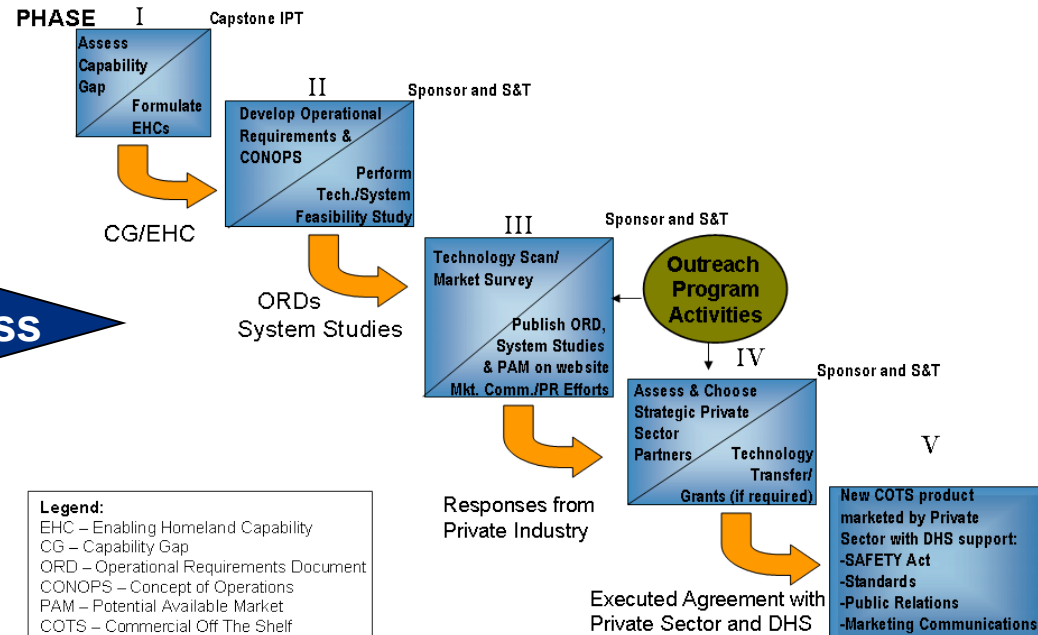 PHASE
I
Capstone IPT
Assess
Capability
Gap
Formulate
EHCs
CG/EHC
II
Sponsor and S&T
Develop Operational
Requirements &
CONOPS
Perform
Tech./System
Feasibility Study
ORDs
System Studies
III
Sponsor and S&T
Technology Scan/
Market Survey
Publish ORD,
System Studies
& PAM on website
Mkt. Comm./PR Efforts
Outreach
Program
Activities
Responses from
Private Industry
IV
Sponsor and S&T
Assess & Choose
Strategic Private
Sector
Partners
Technology
Transfer/
Grants (if required)
Executed Agreement with
Private Sector and DHS
V
New COTS product
marketed by Private
Sector with DHS support:
-SAFETY Act
-Standards
-Public Relations
-Marketing Communications
ss
Legend:
EHC – Enabling Homeland Capability
CG – Capability Gap
ORD – Operational Requirements Document
CONOPS – Concept of Operations
PAM – Potential Available Market
COTS – Commercial Off The Shelf